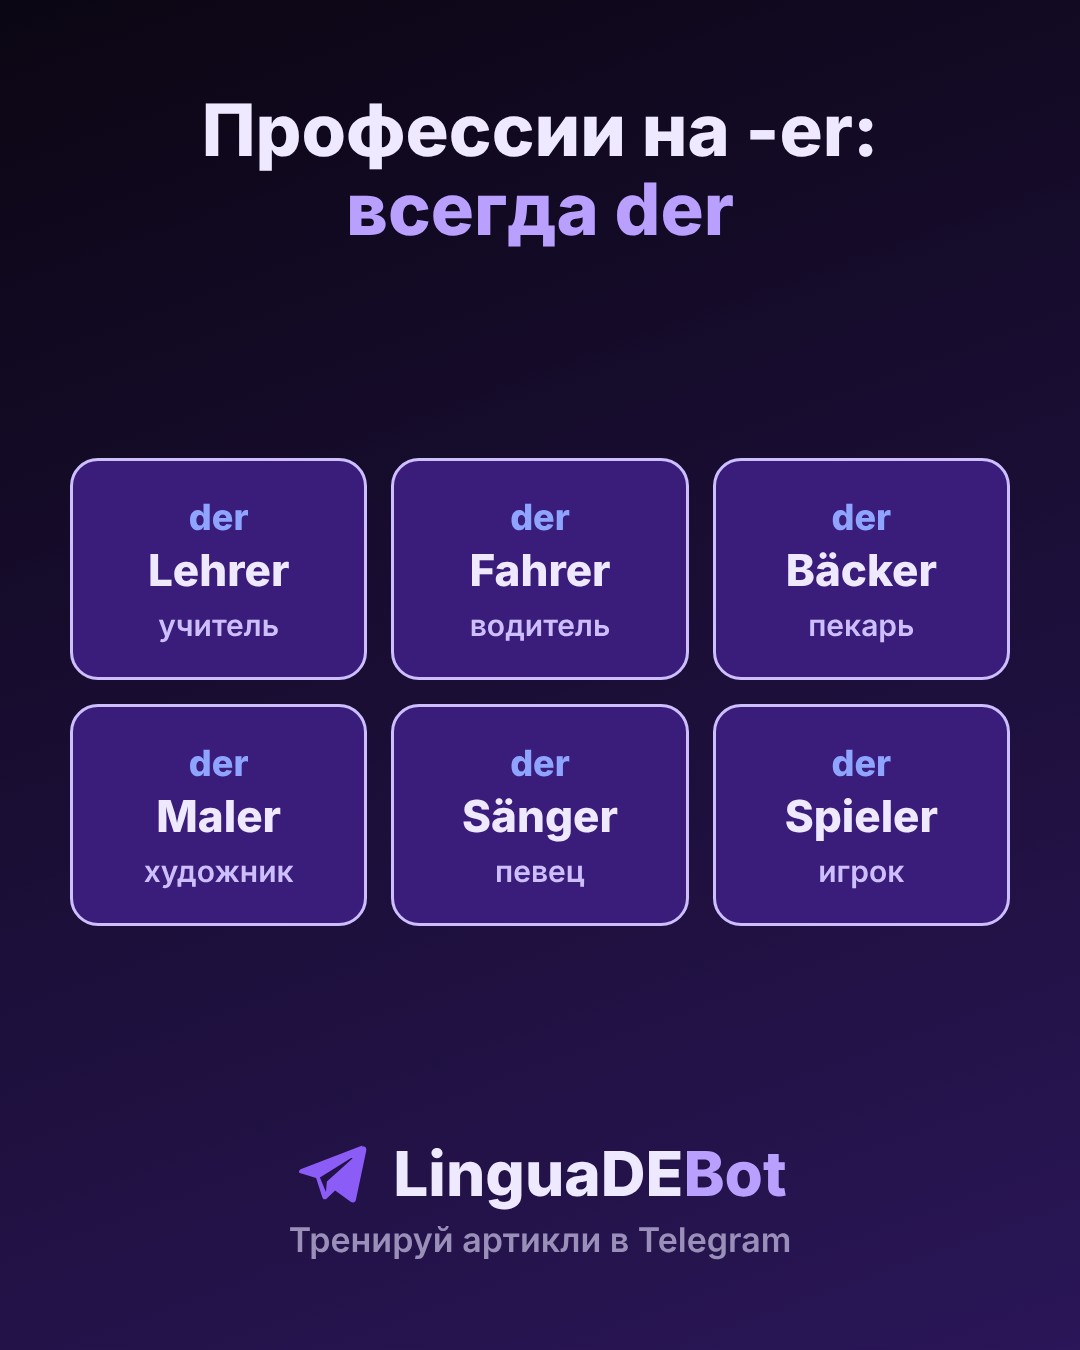 Профессии на -er:
всегда der
der
Lehrer
учитель
der
Fahrer
водитель
der
Bäcker
пекарь
der
Maler
художник
der
Sänger
певец
der
Spieler
игрок
LinguaDEBot
Тренируй артикли в Telegram